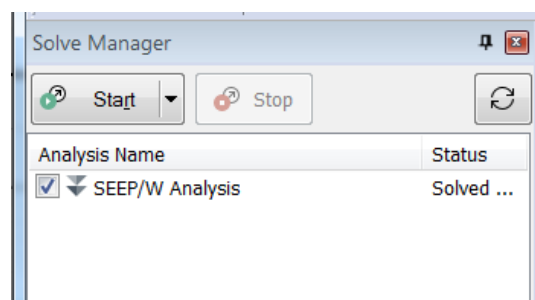 Solve Manager
Start Stop
Analysis Name Status
SEEP/W Analysis Solved ...